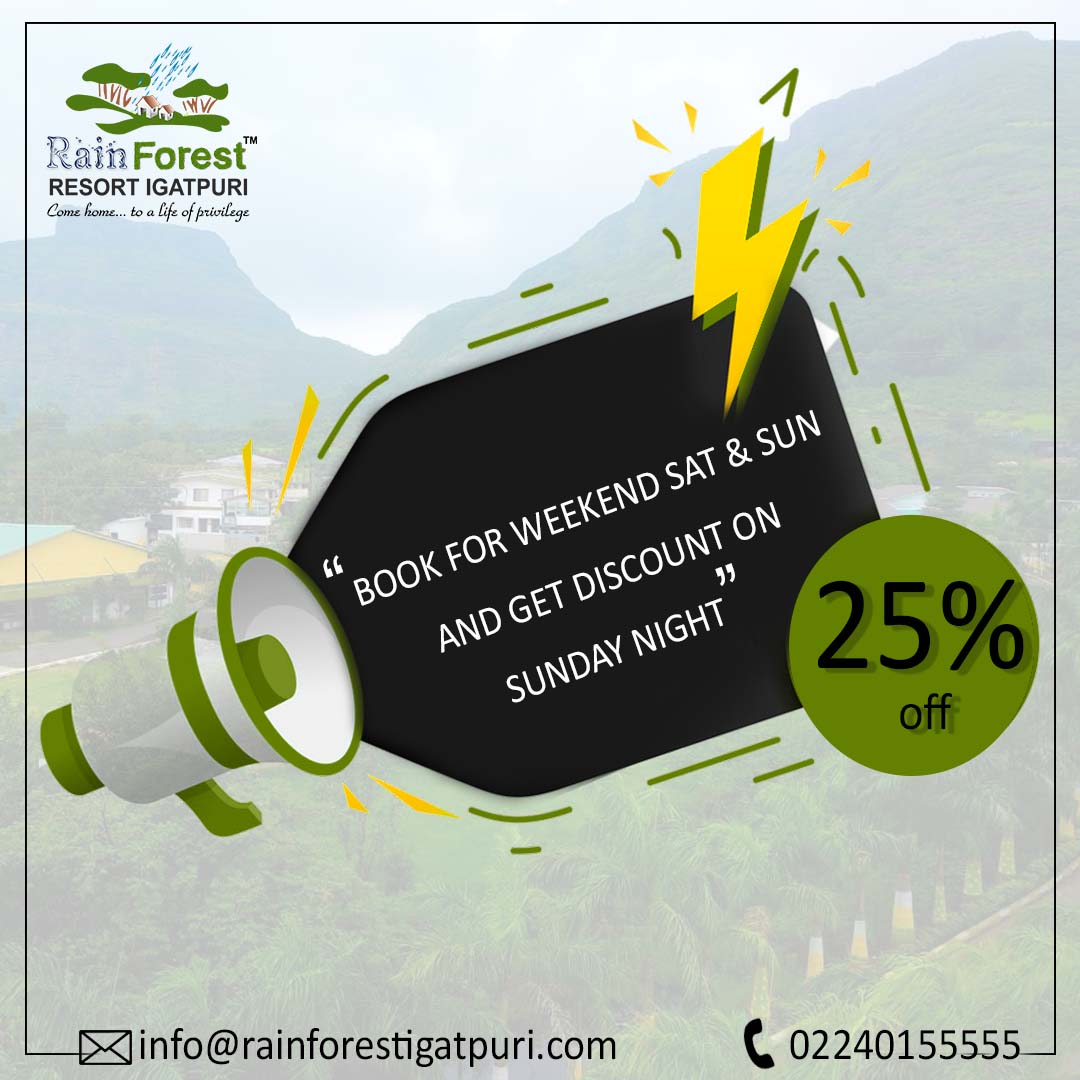 Rain Forest™
RESORT IGATPURI
Come home... to a life of privilege
“ BOOK FOR WEEKEND SAT & SUN
AND GET DISCOUNT ON
SUNDAY NIGHT ”
25%
off
info@rainforestigatpuri.com
02240155555